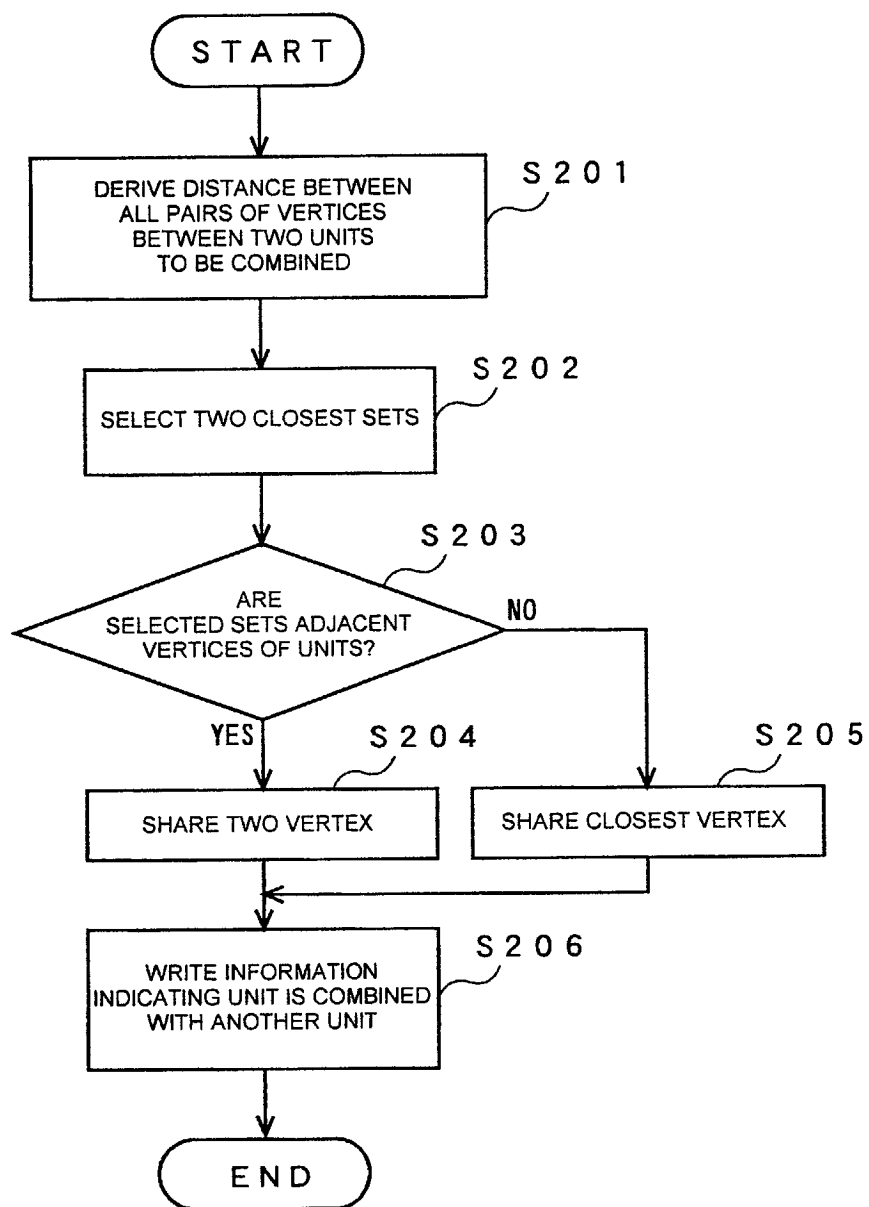 START
S201
DERIVE DISTANCE BETWEEN
ALL PAIRS OF VERTICES
BETWEEN TWO UNITS
TO BE COMBINED
S202
SELECT TWO CLOSEST SETS
S203
ARE
SELECTED SETS ADJACENT
VERTICES OF UNITS?
NO
YES
S204
SHARE TWO VERTEX
S205
SHARE CLOSEST VERTEX
S206
WRITE INFORMATION
INDICATING UNIT IS COMBINED
WITH ANOTHER UNIT
END